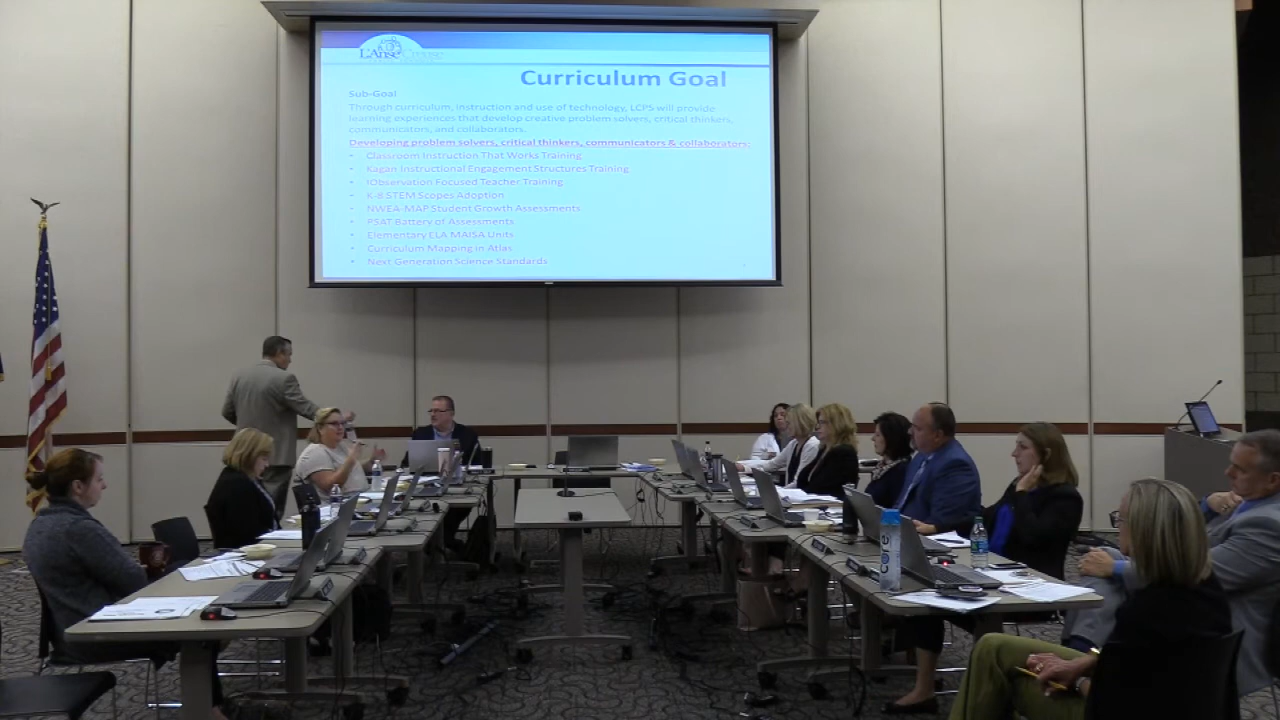 L'Anse Creuse
Curriculum Goal
Sub-Goal
Through curriculum, instruction and use of technology, LCPS will provide
learning experiences that develop creative problem solvers, critical thinkers,
communicators, and collaborators.
Developing problem solvers, critical thinkers, communicators & collaborators:
• Classroom Instruction That Works Training
• Kagan Instructional Engagement Structures Training
• IObservation Focused Teacher Training
• K-8 STEM Scopes Adoption
• NWEA-MAP Student Growth Assessments
• PSAT Battery of Assessments
• Elementary ELA MAISA Units
• Curriculum Mapping in Atlas
• Next Generation Science Standards
core